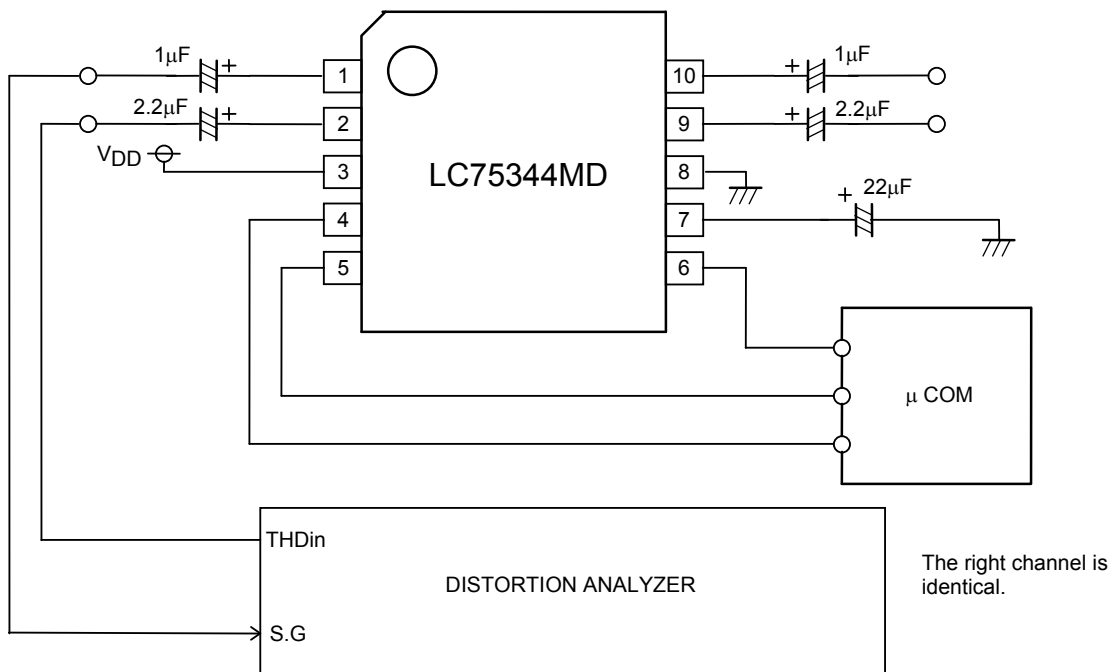 1μF
1μF
1
10
2.2μF
2.2μF
2
9
VDD
3
LC75344MD
8
22μF
4
7
5
6
μ COM
THDin
The right channel is
identical.
DISTORTION ANALYZER
S.G
+
+
+
+
+